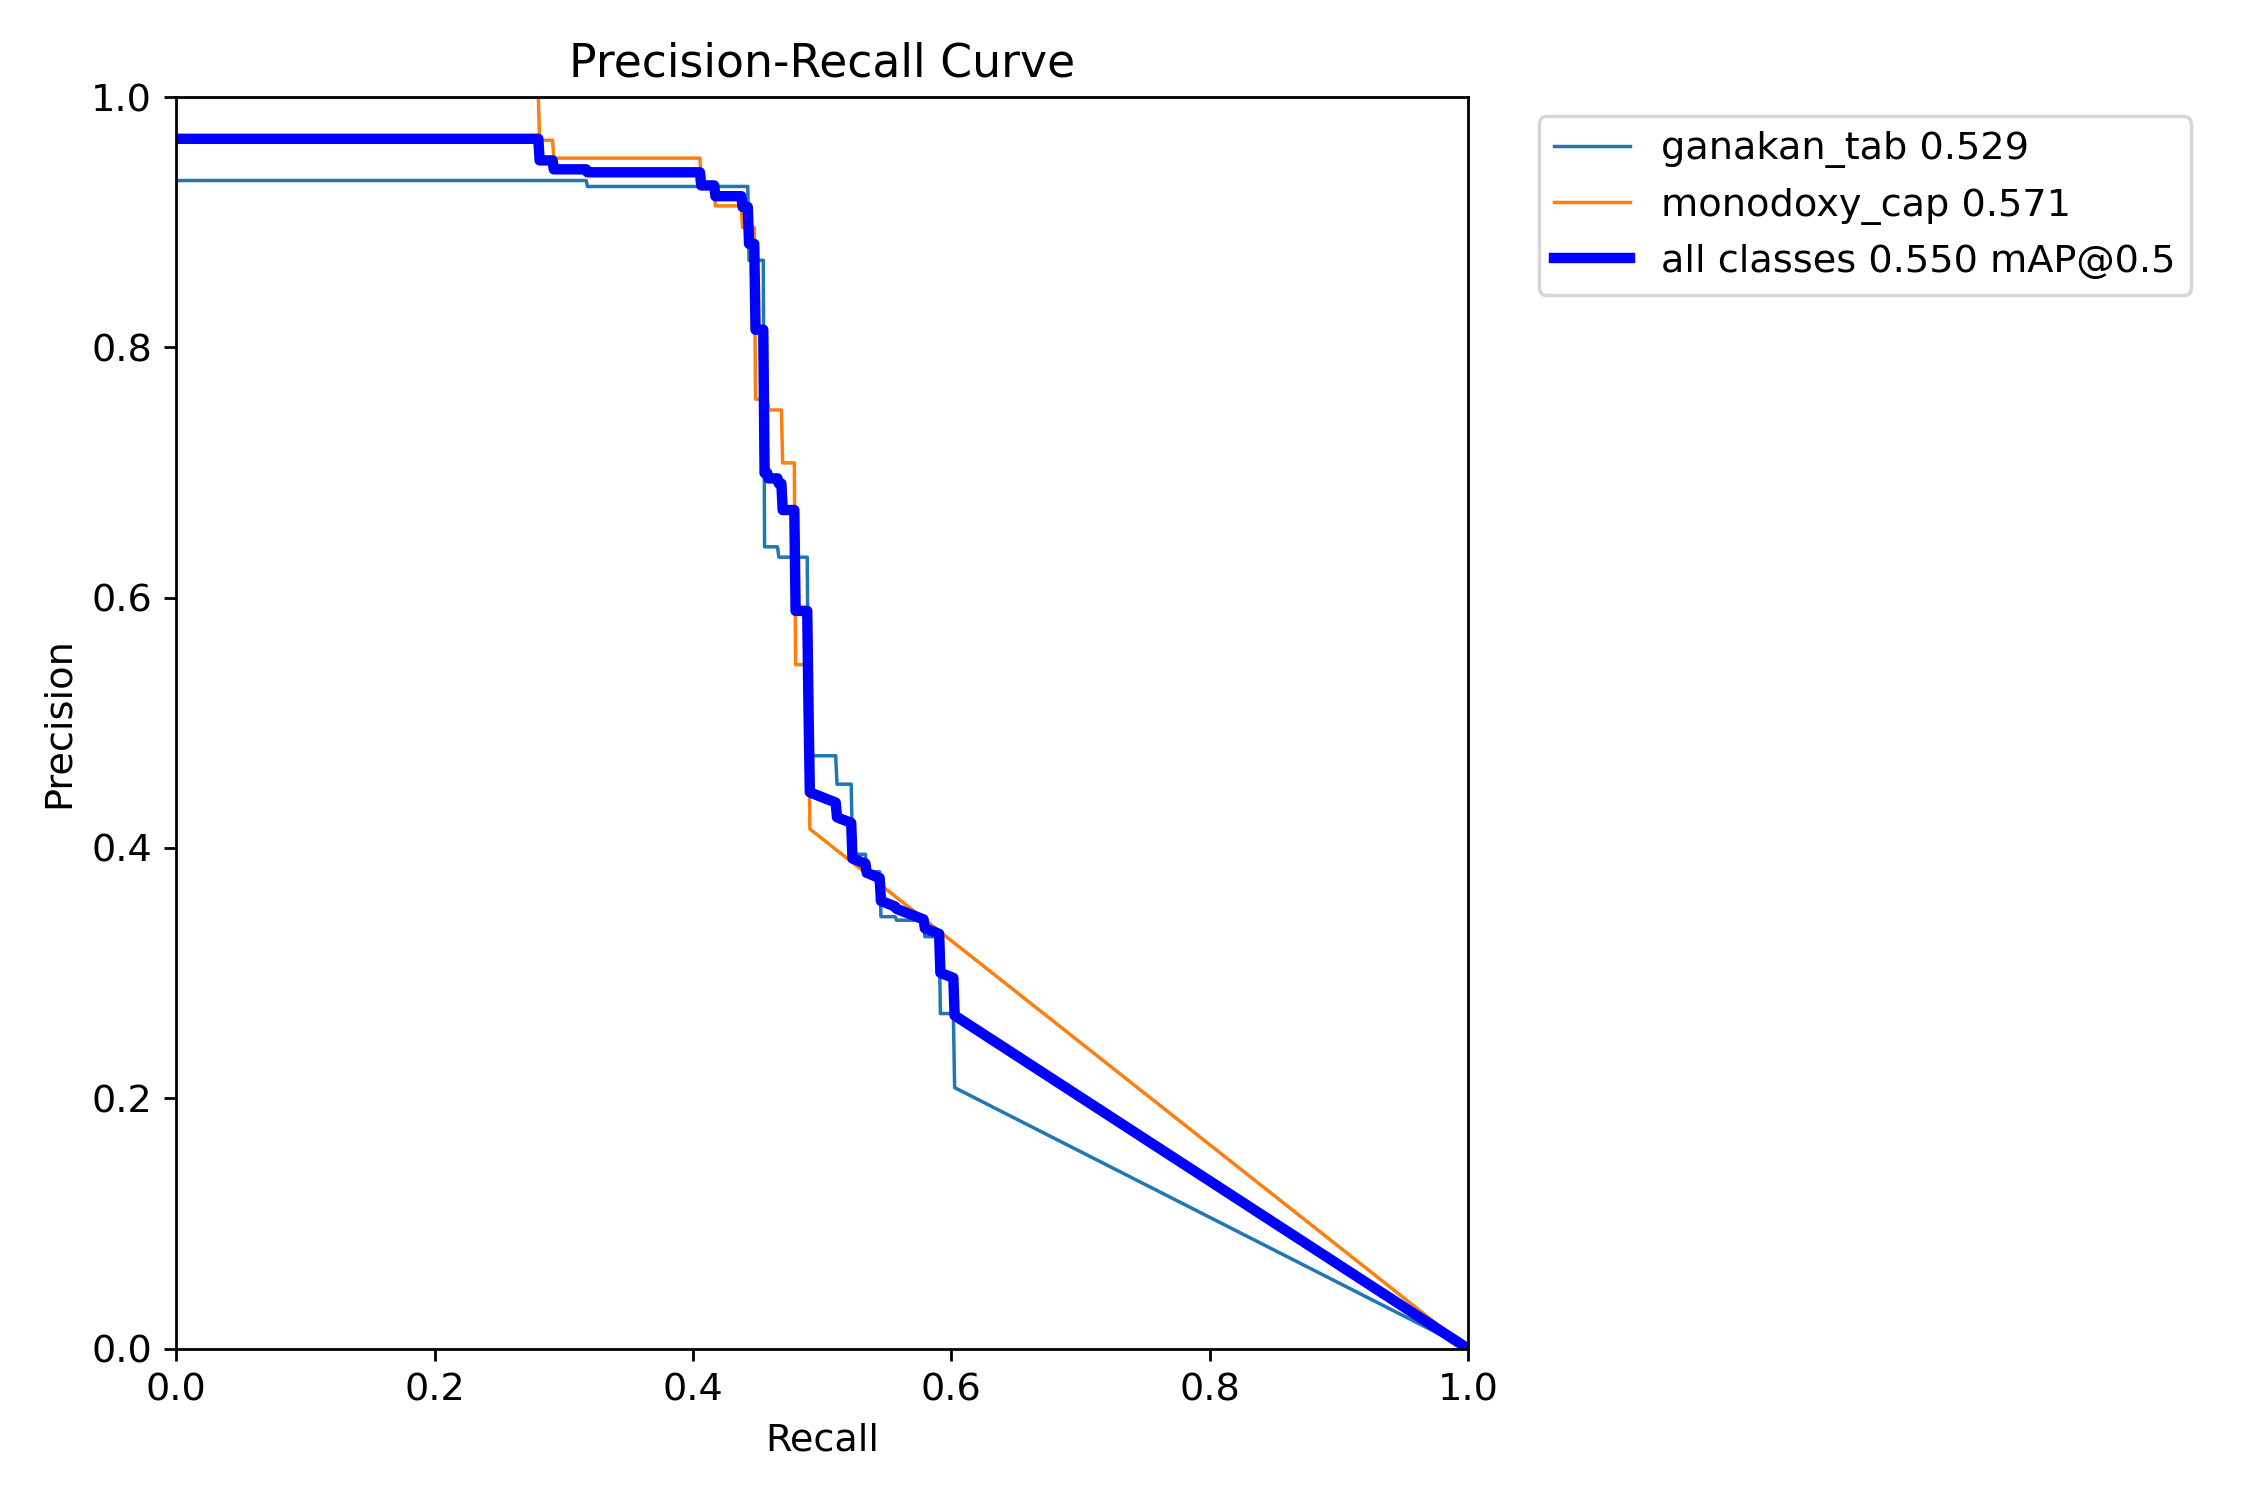 Precision-Recall Curve
1.0
0.8
0.6
0.4
0.2
0.0
Precision
0.0 0.2 0.4 0.6 0.8 1.0
Recall
ganakan_tab 0.529
monodoxy_cap 0.571
all classes 0.550 mAP@0.5